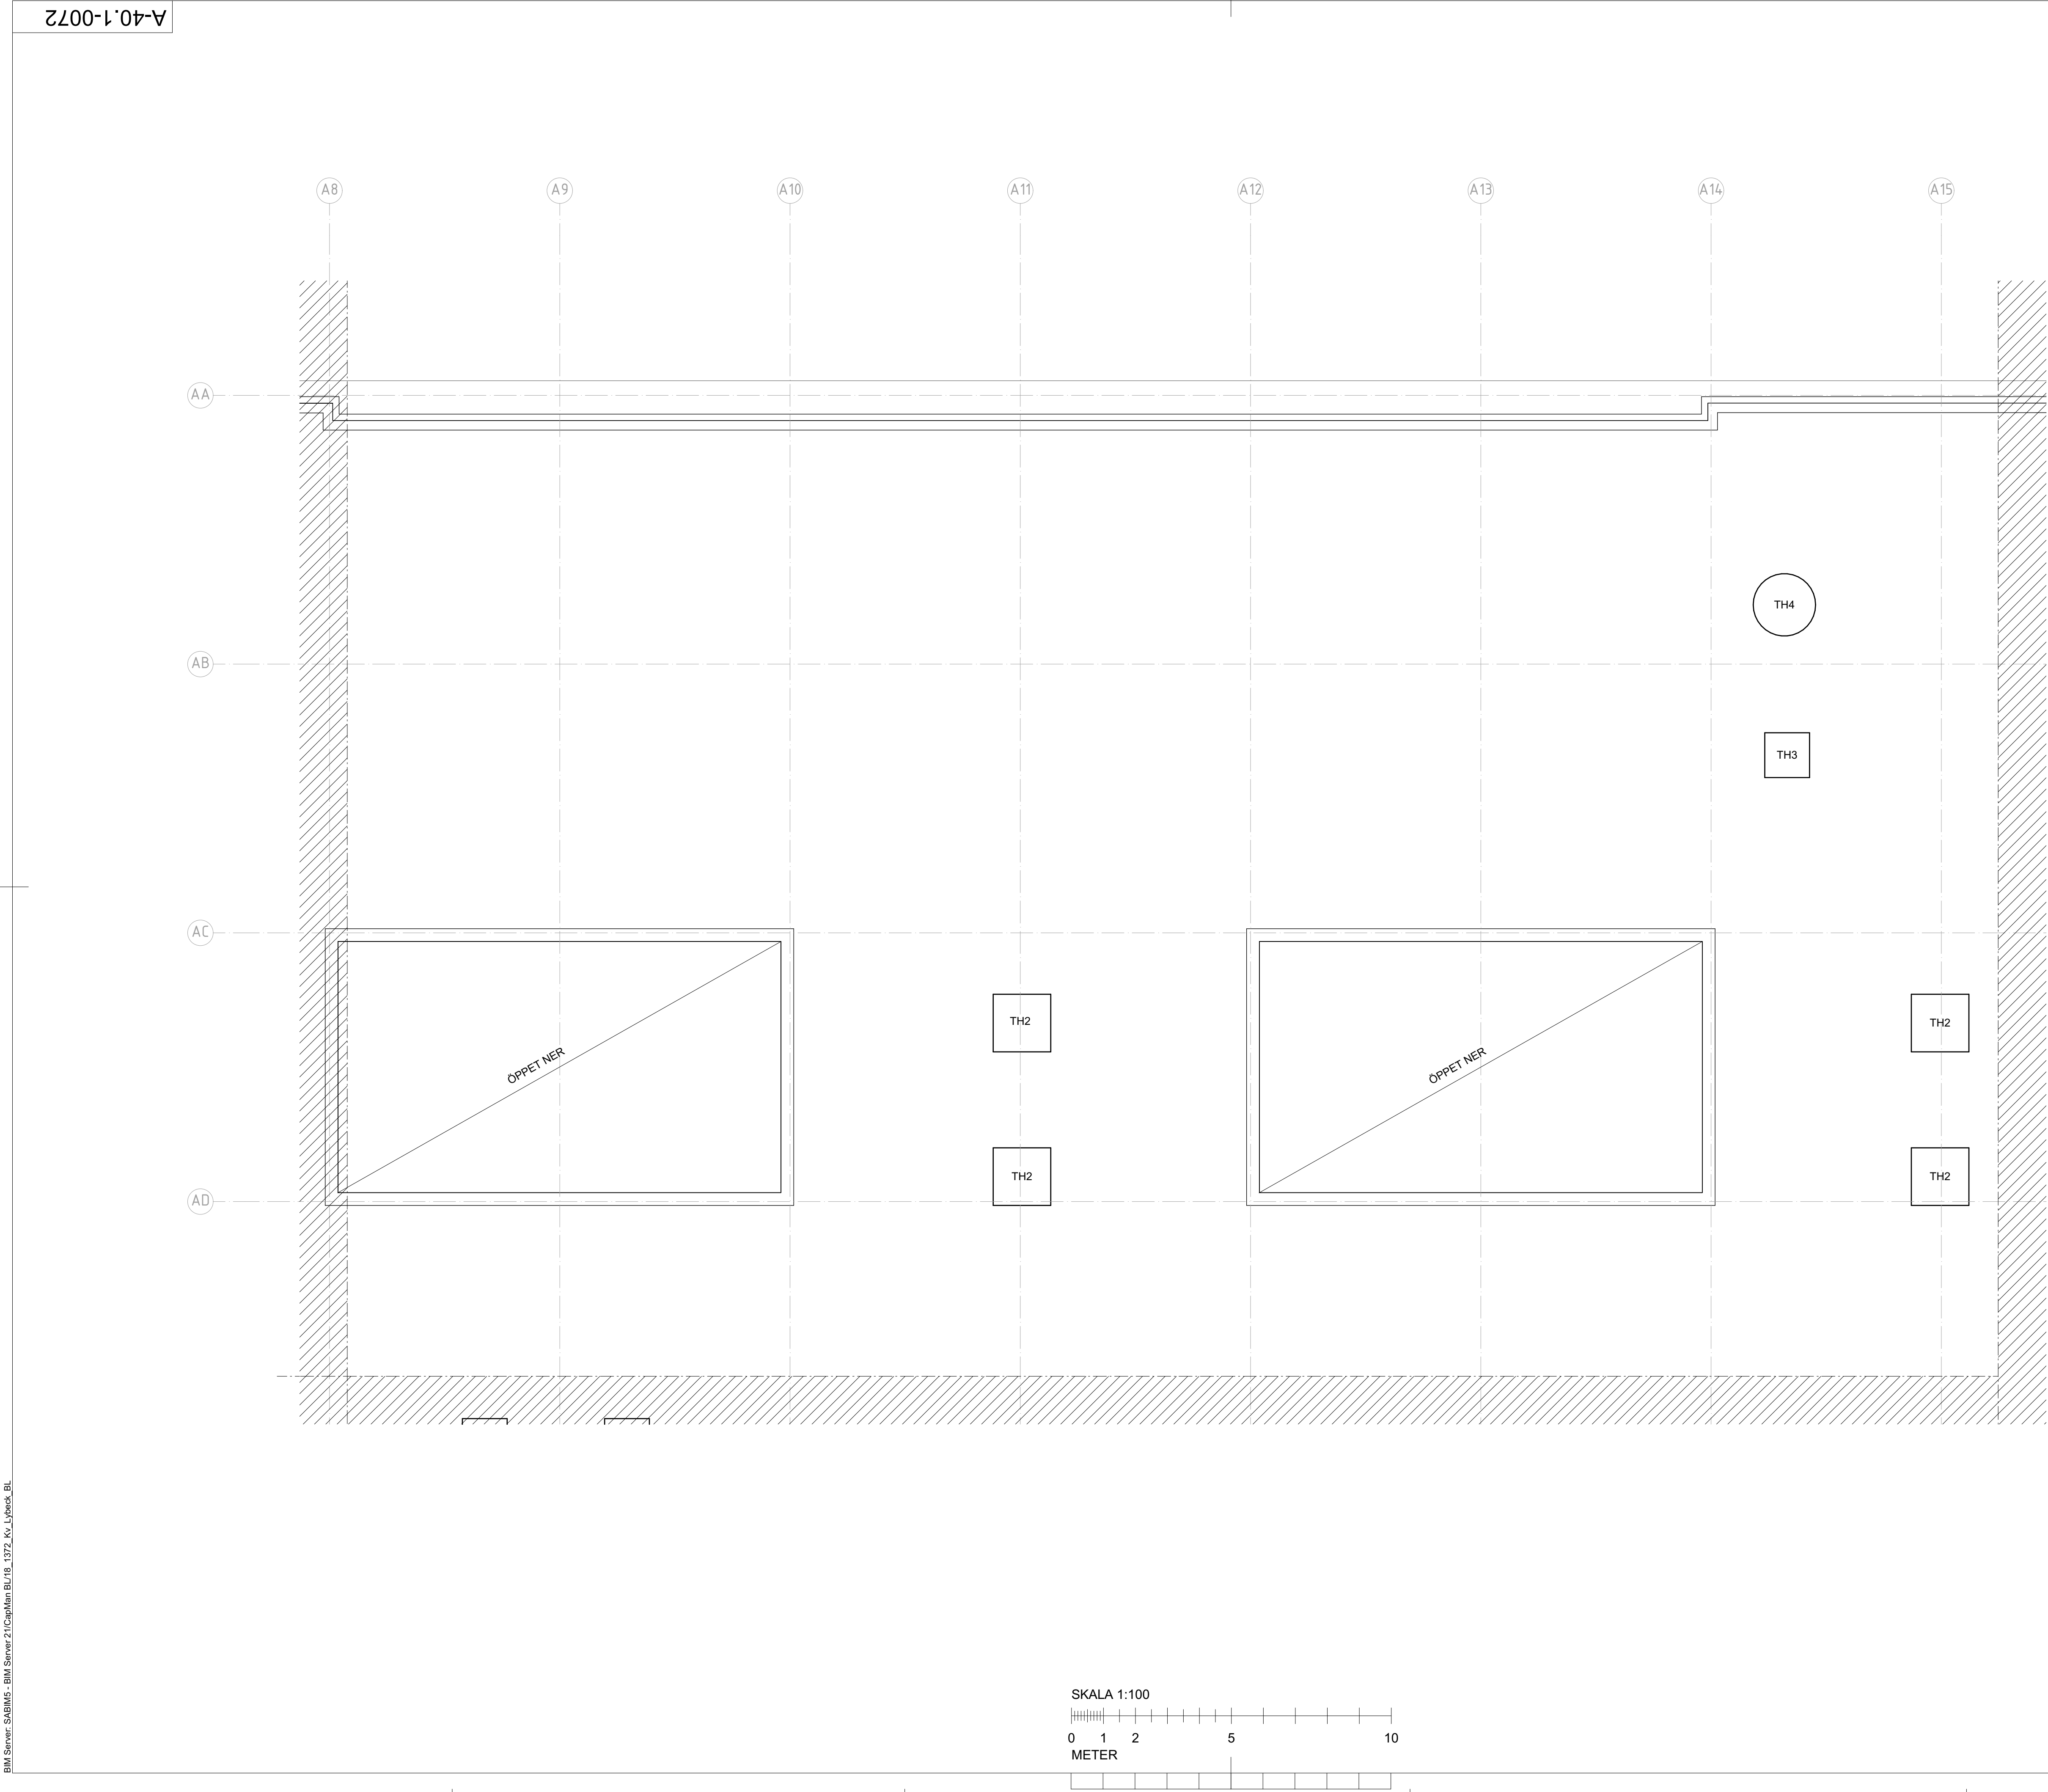 A-40.1-0072
A8 A9 A10 A11 A12 A13 A14 A15
AA
TH4
AB
TH3
AC
TH2 TH2
ÖPPET NER ÖPPET NER
TH2 TH2
AD
BIM Server: SABIM5 - BIM Server 21/CapMan BL/18_1372_Kv_Lybeck_BL
SKALA 1:100
0 1 2 5 10
METER